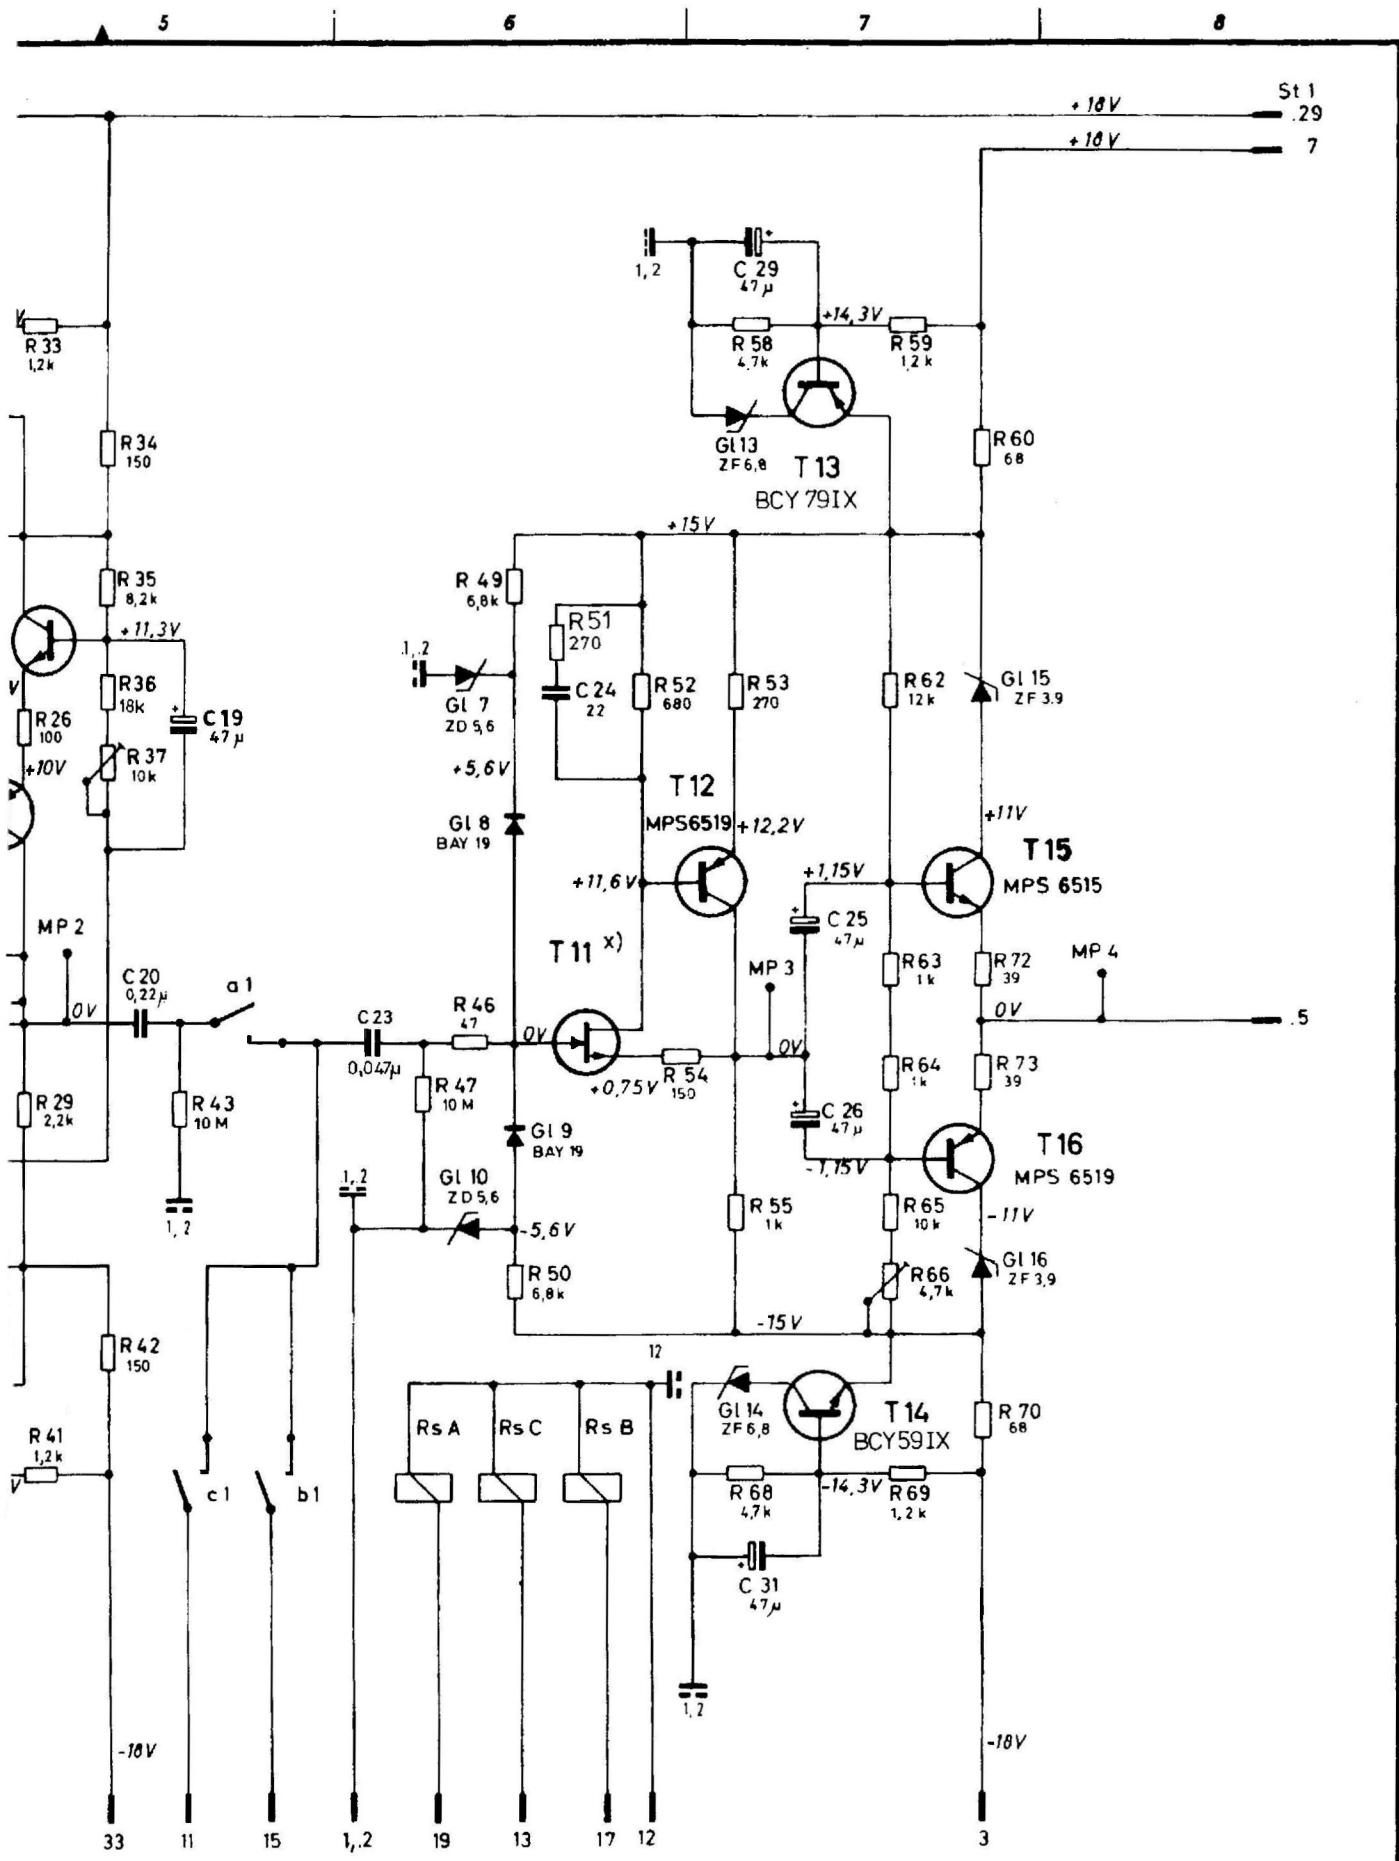 5 6 7 8
St 1
+18V .29
+18V 7
1,2
C 29
47µ
V
R 33
1,2k
+14,3V
R 58
4,7k
R 59
1,2k
R 34
150
Gl 13
ZF 6,8
T 13
BCY 79IX
R 60
68
+15V
R 35
8,2k
R 49
6,8k
+11,3V
R 51
270
1,.2
V
R 36
18k
Gl 7
ZD 5,6
C 24
22
R 52
680
R 53
270
R 62
12k
Gl 15
ZF 3.9
R 26
100
C 19
47µ
+10V
R 37
10k
+5,6V
T 12
MPS6519
+12,2V
Gl 8
BAY 19
+11V
T 15
MPS 6515
+11,6V
+1,15V
MP 2
C 25
47µ
T 11 x)
MP 3
R 63
1k
R 72
39
MP 4
C 20
0,22µ
a 1
0V
C 23
0,047µ
R 46
47
0V
0V
0V
.5
R 47
10 M
+0,75V
R 54
150
R 64
1k
R 73
39
R 29
2,2k
R 43
10 M
C 26
47µ
Gl 9
BAY 19
T 16
MPS 6519
-1,15V
1,2
.1,.2
Gl 10
ZD 5,6
-5,6V
R 55
1k
R 65
10k
-11V
R 50
6,8k
R 66
4,7k
Gl 16
ZF 3,9
-15V
R 42
150
12
Rs A
Rs C
Rs B
Gl 14
ZF 6,8
T 14
BCY59IX
R 70
68
R 41
1,2k
V
c 1
b 1
R 68
4,7k
-14,3V
R 69
1,2k
C 31
47µ
1,2
-18V
-18V
33 11 15 1,.2 19 13 17 12 3